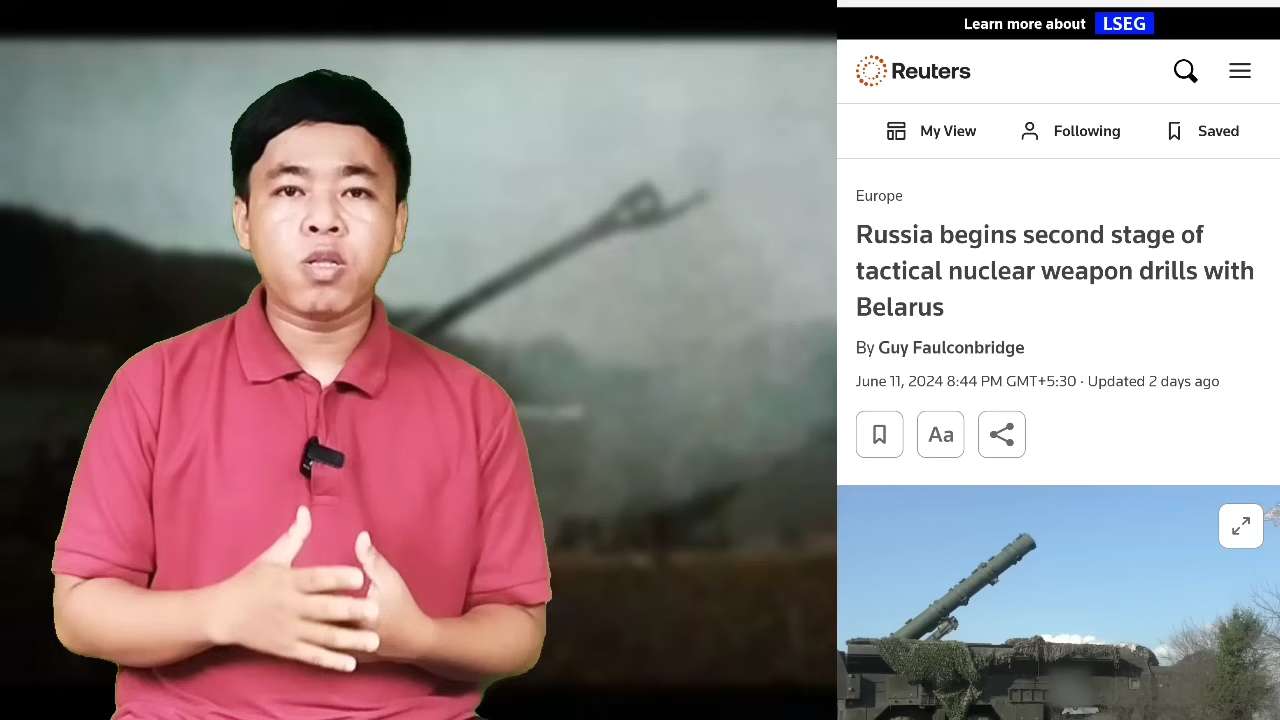 Learn more about LSEG
Reuters
My View Following Saved
Europe
Russia begins second stage of
tactical nuclear weapon drills with
Belarus
By Guy Faulconbridge
June 11, 2024 8:44 PM GMT+5:30 · Updated 2 days ago
Aa